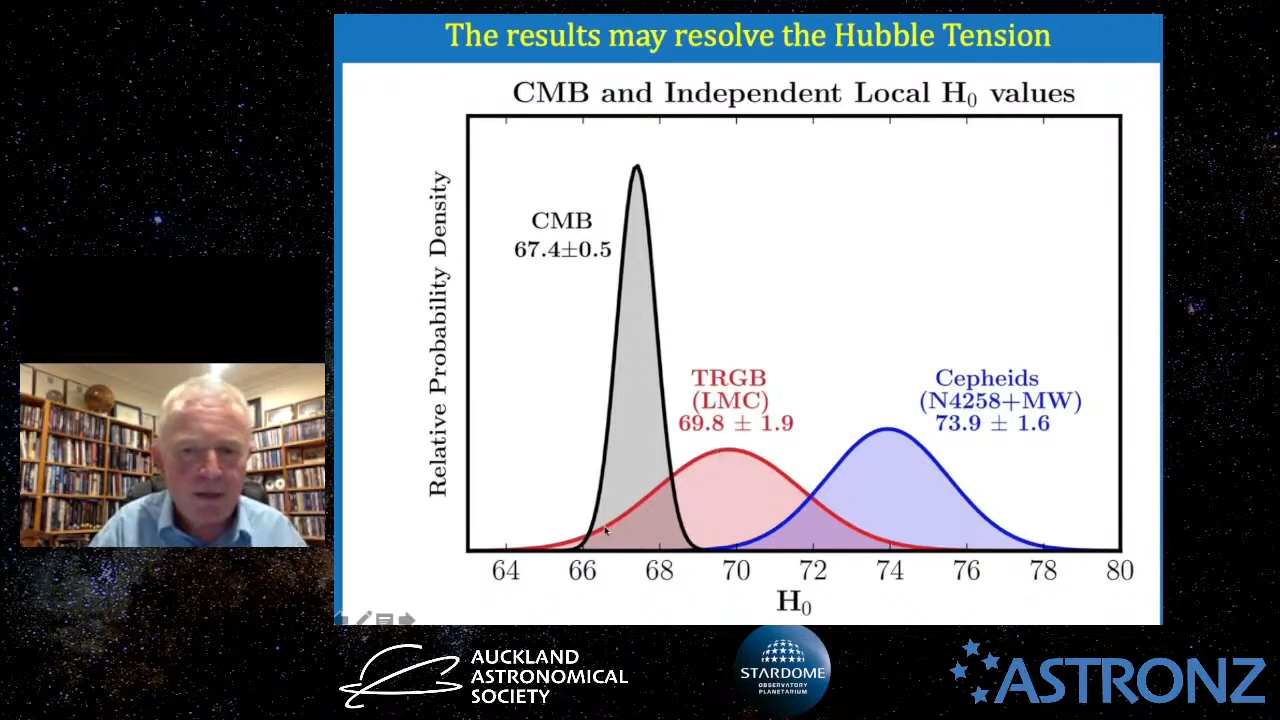 The results may resolve the Hubble Tension
CMB and Independent Local H₀ values
Relative Probability Density
CMB
67.4±0.5
TRGB
(LMC)
69.8 ± 1.9
Cepheids
(N4258+MW)
73.9 ± 1.6
64 66 68 70 72 74 76 78 80
H₀
AUCKLAND
ASTRONOMICAL
SOCIETY
STARDOME
OBSERVATORY
PLANETARIUM
ASTRONZ